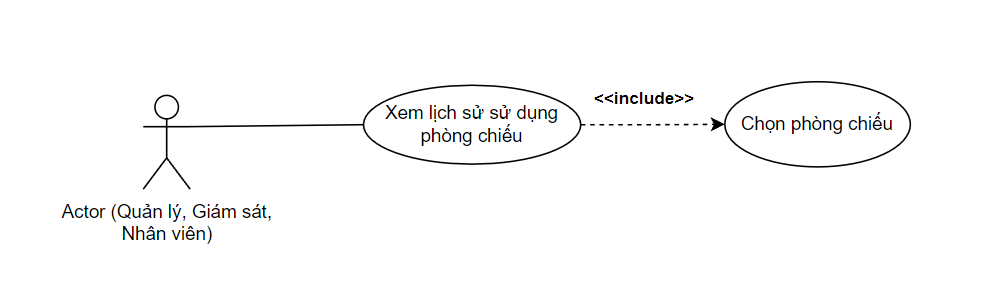 <<include>>
Xem lịch sử sử dụng
phòng chiếu
Chọn phòng chiếu
Actor (Quản lý, Giám sát,
Nhân viên)